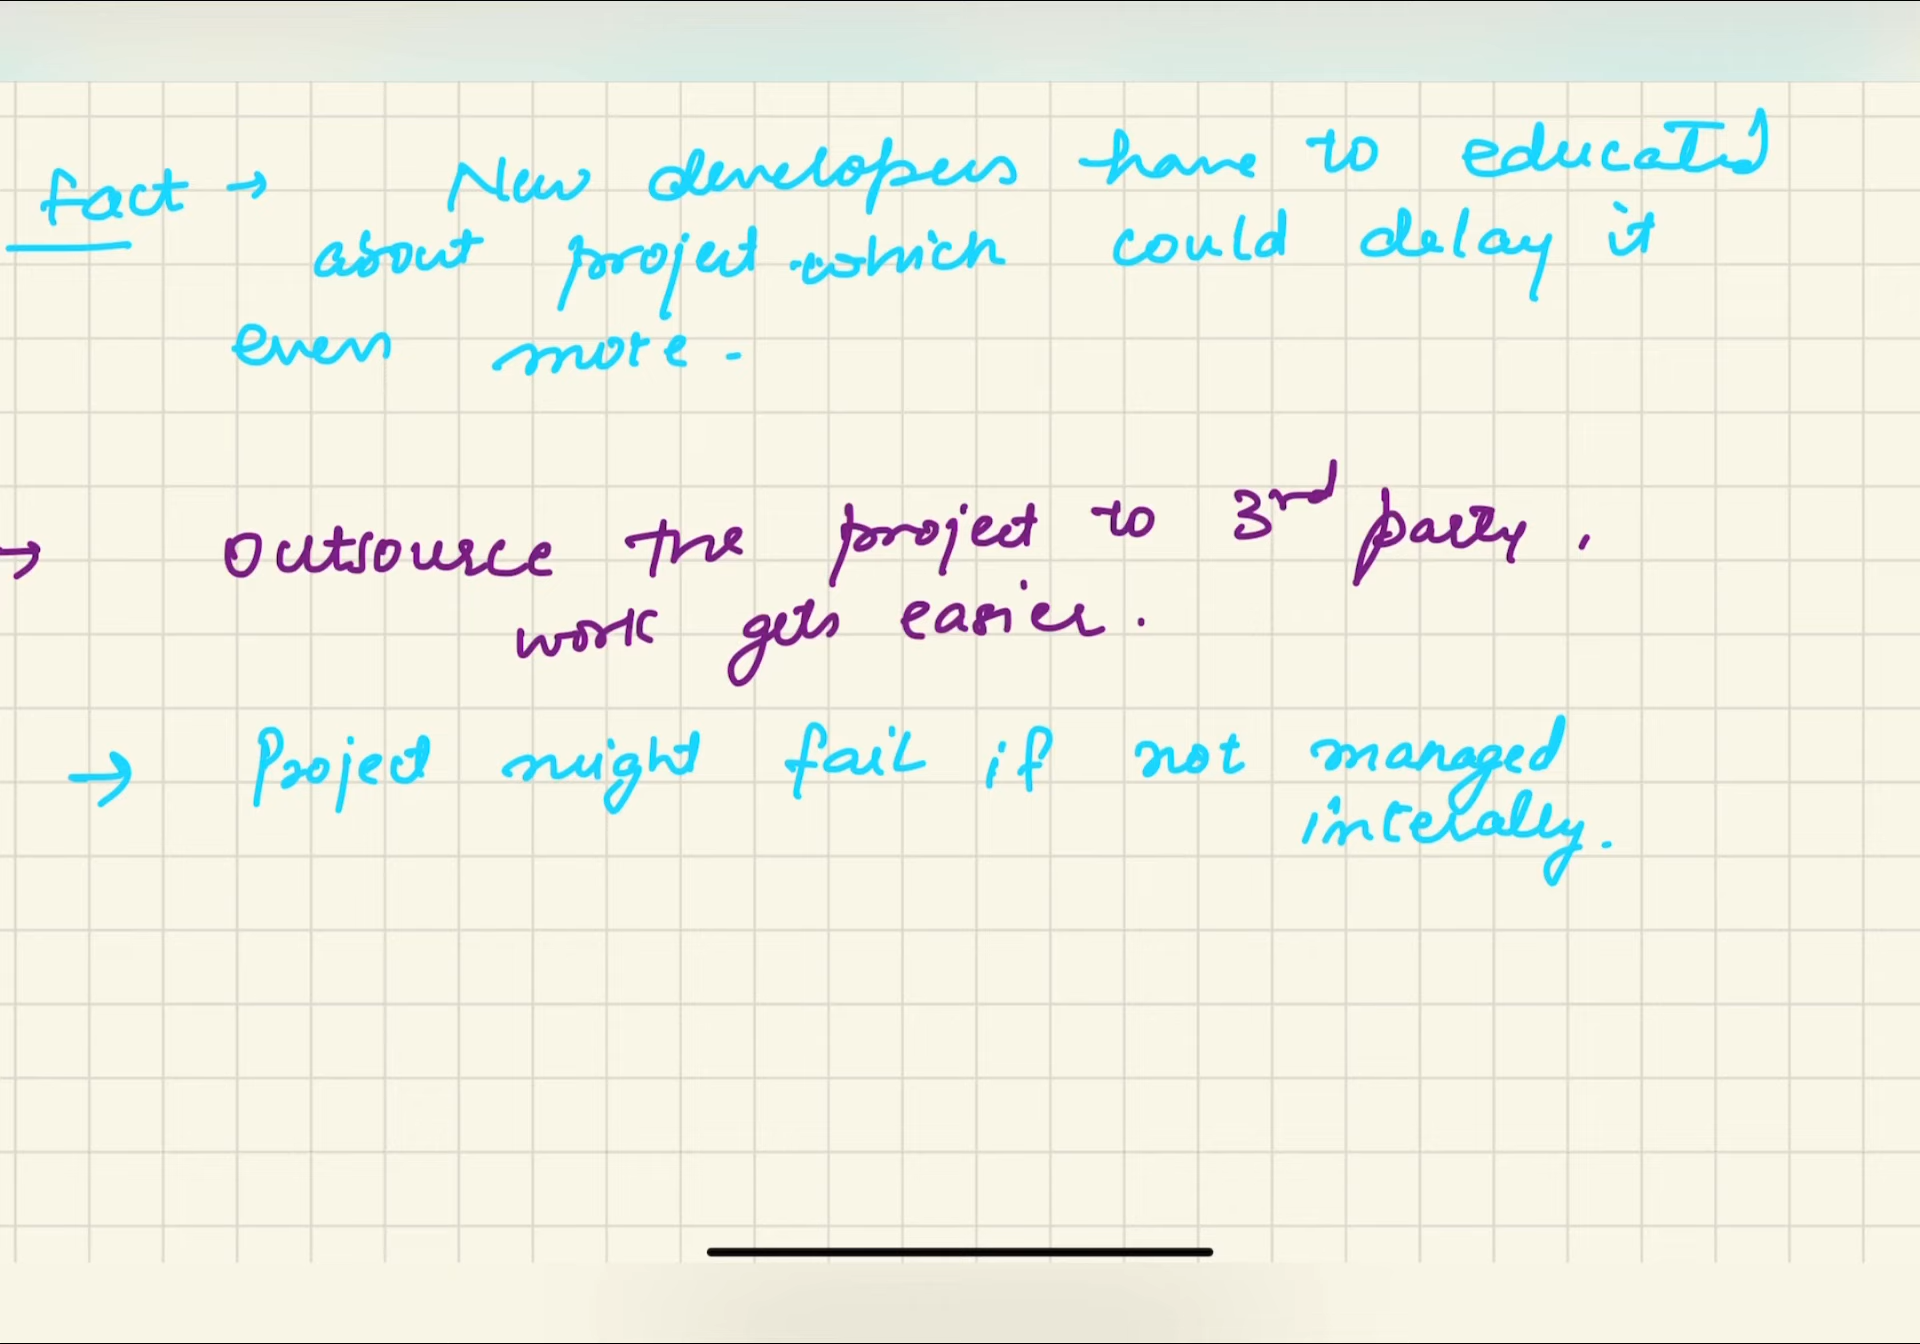 fact → New developers have to educated
about project which could delay it
even more.
→ Outsource the project to 3rd party.
work gets easier.
→ Project might fail if not managed
interally.